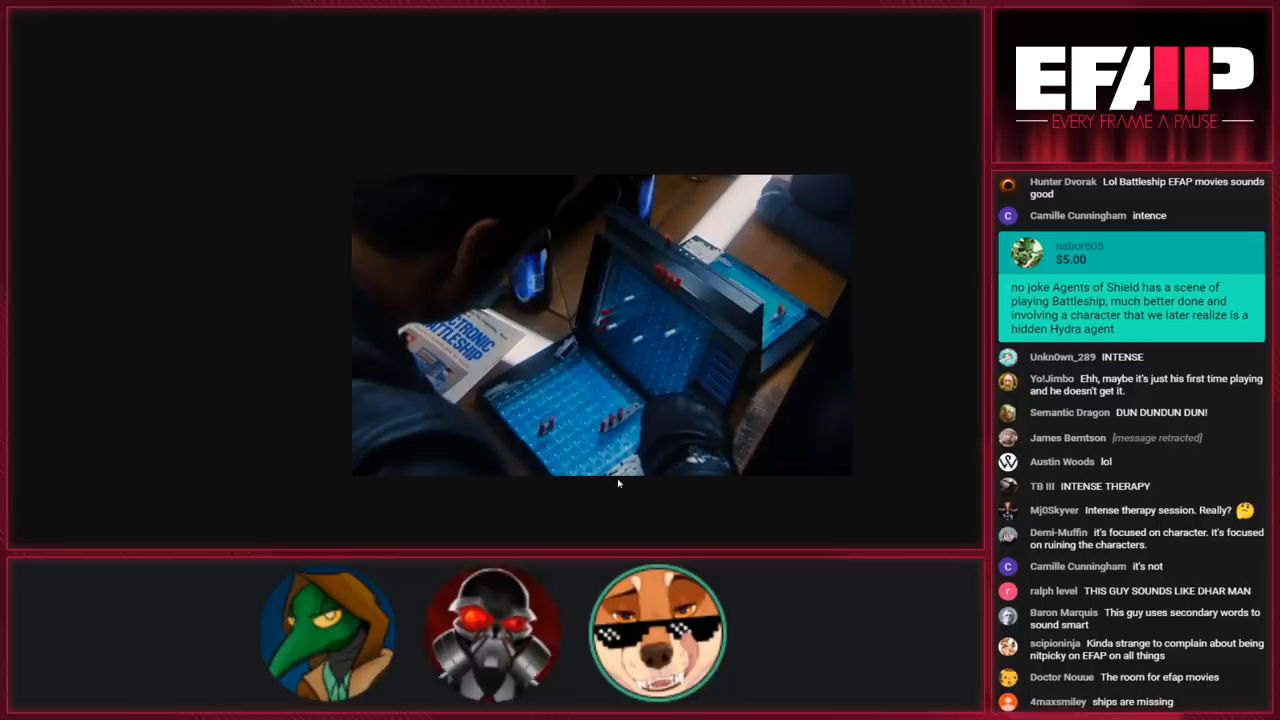 ELECTRONIC
BATTLESHIP
EFAP
EVERY FRAME A PAUSE
Hunter Dvorak Lol Battleship EFAP movies sounds
good
Camille Cunningham intence
nabor605
$5.00
no joke Agents of Shield has a scene of
playing Battleship, much better done and
involving a character that we later realize is a
hidden Hydra agent
Unkn0wn_289 INTENSE
Yo!Jimbo Ehh, maybe it's just his first time playing
and he doesn't get it.
Semantic Dragon DUN DUNDUN DUN!
James Berntson [message retracted]
Austin Woods lol
TB III INTENSE THERAPY
Mj0Skyver Intense therapy session. Really? 🤔
Demi-Muffin it's focused on character. It's focused
on ruining the characters.
Camille Cunningham it's not
ralph level THIS GUY SOUNDS LIKE DHAR MAN
Baron Marquis This guy uses secondary words to
sound smart
scipioninja Kinda strange to complain about being
nitpicky on EFAP on all things
Doctor Nouue The room for efap movies
4maxsmiley ships are missing